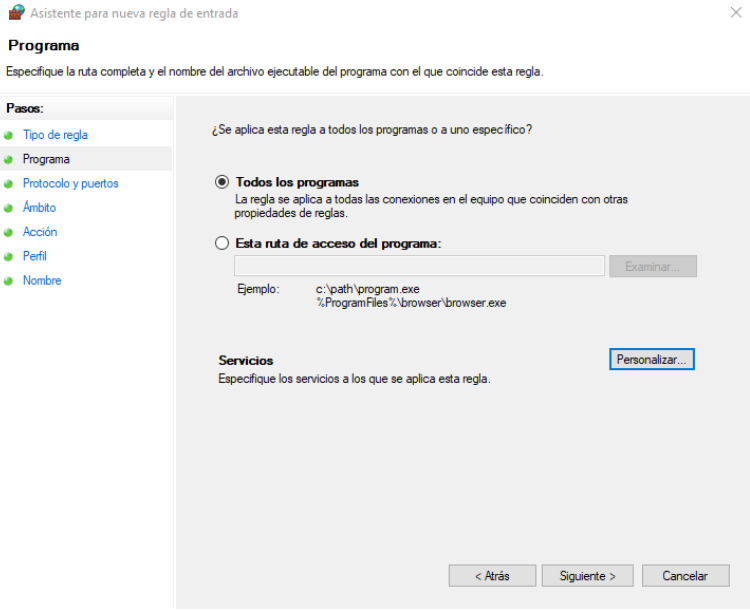 Asistente para nueva regla de entrada
Programa
Especifique la ruta completa y el nombre del archivo ejecutable del programa con el que coincide esta regla.
Pasos:
Tipo de regla
Programa
Protocolo y puertos
Ámbito
Acción
Perfil
Nombre
¿Se aplica esta regla a todos los programas o a uno específico?
Todos los programas
La regla se aplica a todas las conexiones en el equipo que coinciden con otras
propiedades de reglas.
Esta ruta de acceso del programa:
Examinar...
Ejemplo: c:\path\program.exe
%ProgramFiles%\browser\browser.exe
Servicios
Personalizar...
Especifique los servicios a los que se aplica esta regla.
< Atrás Siguiente > Cancelar